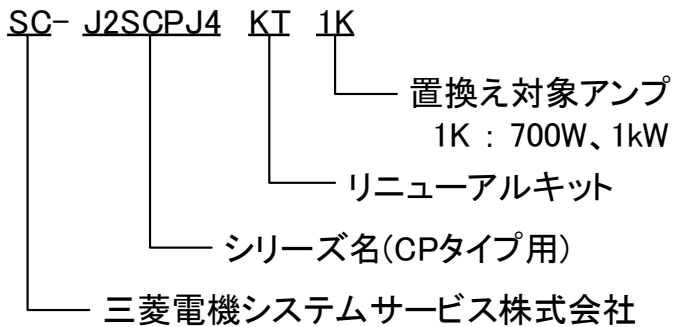 SC- J2SCPJ4 KT 1K
置換え対象アンプ
1K : 700W、1kW
リニューアルキット
シリーズ名(CPタイプ用)
三菱電機システムサービス株式会社